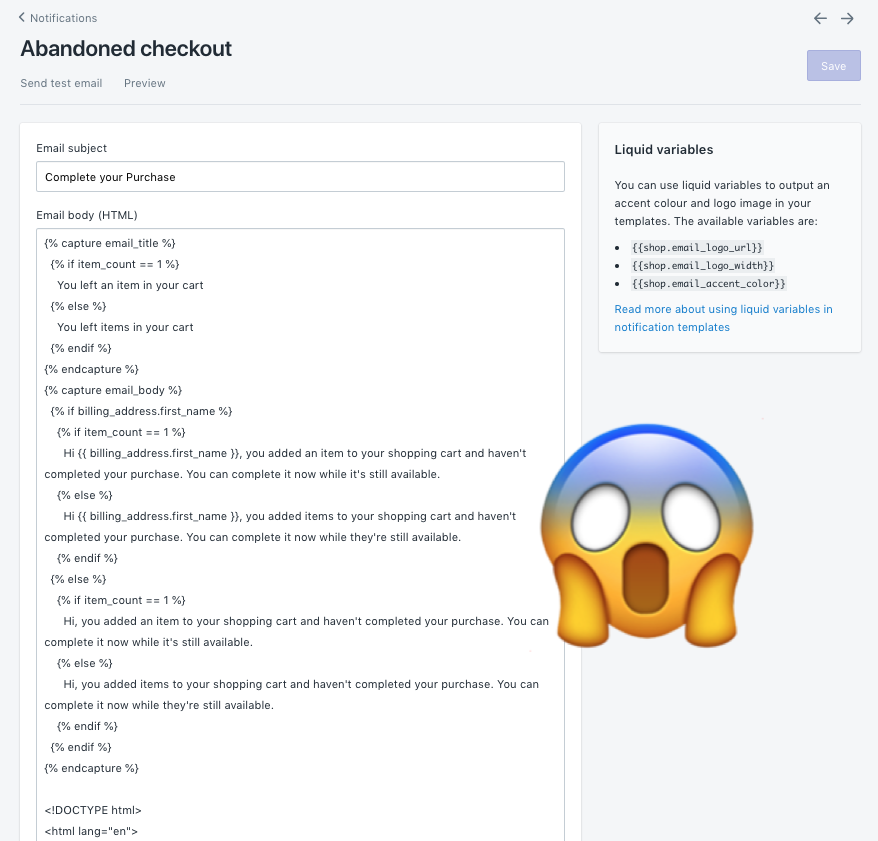 Notifications
Abandoned checkout
Send test email Preview
Save
Email subject
Complete your Purchase
Email body (HTML)
{% capture email_title %}
{% if item_count == 1 %}
You left an item in your cart
{% else %}
You left items in your cart
{% endif %}
{% endcapture %}
{% capture email_body %}
{% if billing_address.first_name %}
{% if item_count == 1 %}
Hi {{ billing_address.first_name }}, you added an item to your shopping cart and haven't
completed your purchase. You can complete it now while it's still available.
{% else %}
Hi {{ billing_address.first_name }}, you added items to your shopping cart and haven't
completed your purchase. You can complete it now while they're still available.
{% endif %}
{% else %}
{% if item_count == 1 %}
Hi, you added an item to your shopping cart and haven't completed your purchase. You can
complete it now while it's still available.
{% else %}
Hi, you added items to your shopping cart and haven't completed your purchase. You can
complete it now while they're still available.
{% endif %}
{% endif %}
{% endcapture %}
<!DOCTYPE html>
<html lang="en">
Liquid variables
You can use liquid variables to output an
accent colour and logo image in your
templates. The available variables are:
• {{shop.email_logo_url}}
• {{shop.email_logo_width}}
• {{shop.email_accent_color}}
Read more about using liquid variables in
notification templates